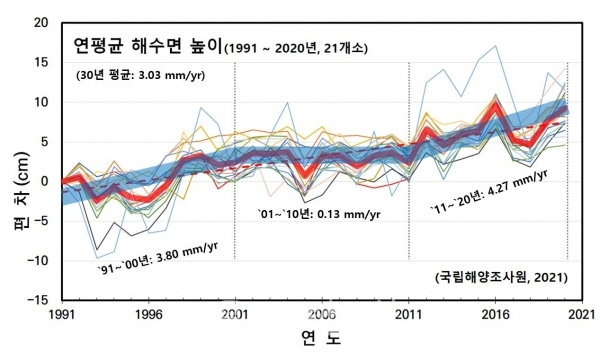 연평균 해수면 높이(1991 ~ 2020년, 21개소)
(30년 평균: 3.03 mm/yr)
편 차 (cm)
20
15
10
5
0
−5
−10
−15
`91~`00년: 3.80 mm/yr
'01~`10년: 0.13 mm/yr
`11~`20년: 4.27 mm/yr
(국립해양조사원, 2021)
1991
1996
2001
2006
2011
2016
2021
연 도